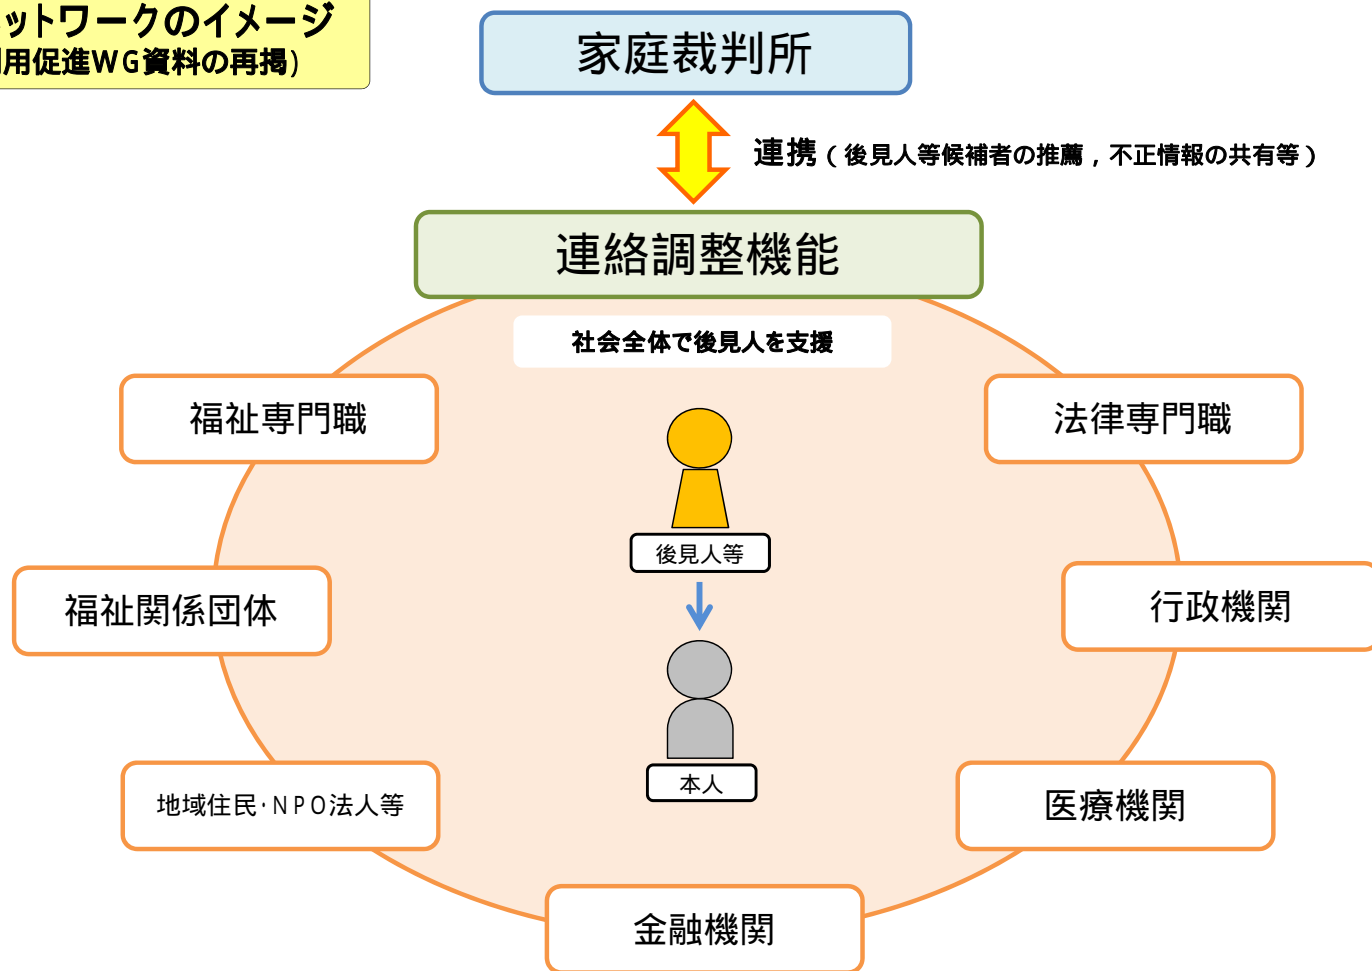 ットワークのイメージ
用促進WG資料の再掲)
家庭裁判所
連携(後見人等候補者の推薦,不正情報の共有等)
連絡調整機能
社会全体で後見人を支援
福祉専門職
法律専門職
後見人等
福祉関係団体
行政機関
本人
地域住民・NPO法人等
医療機関
金融機関